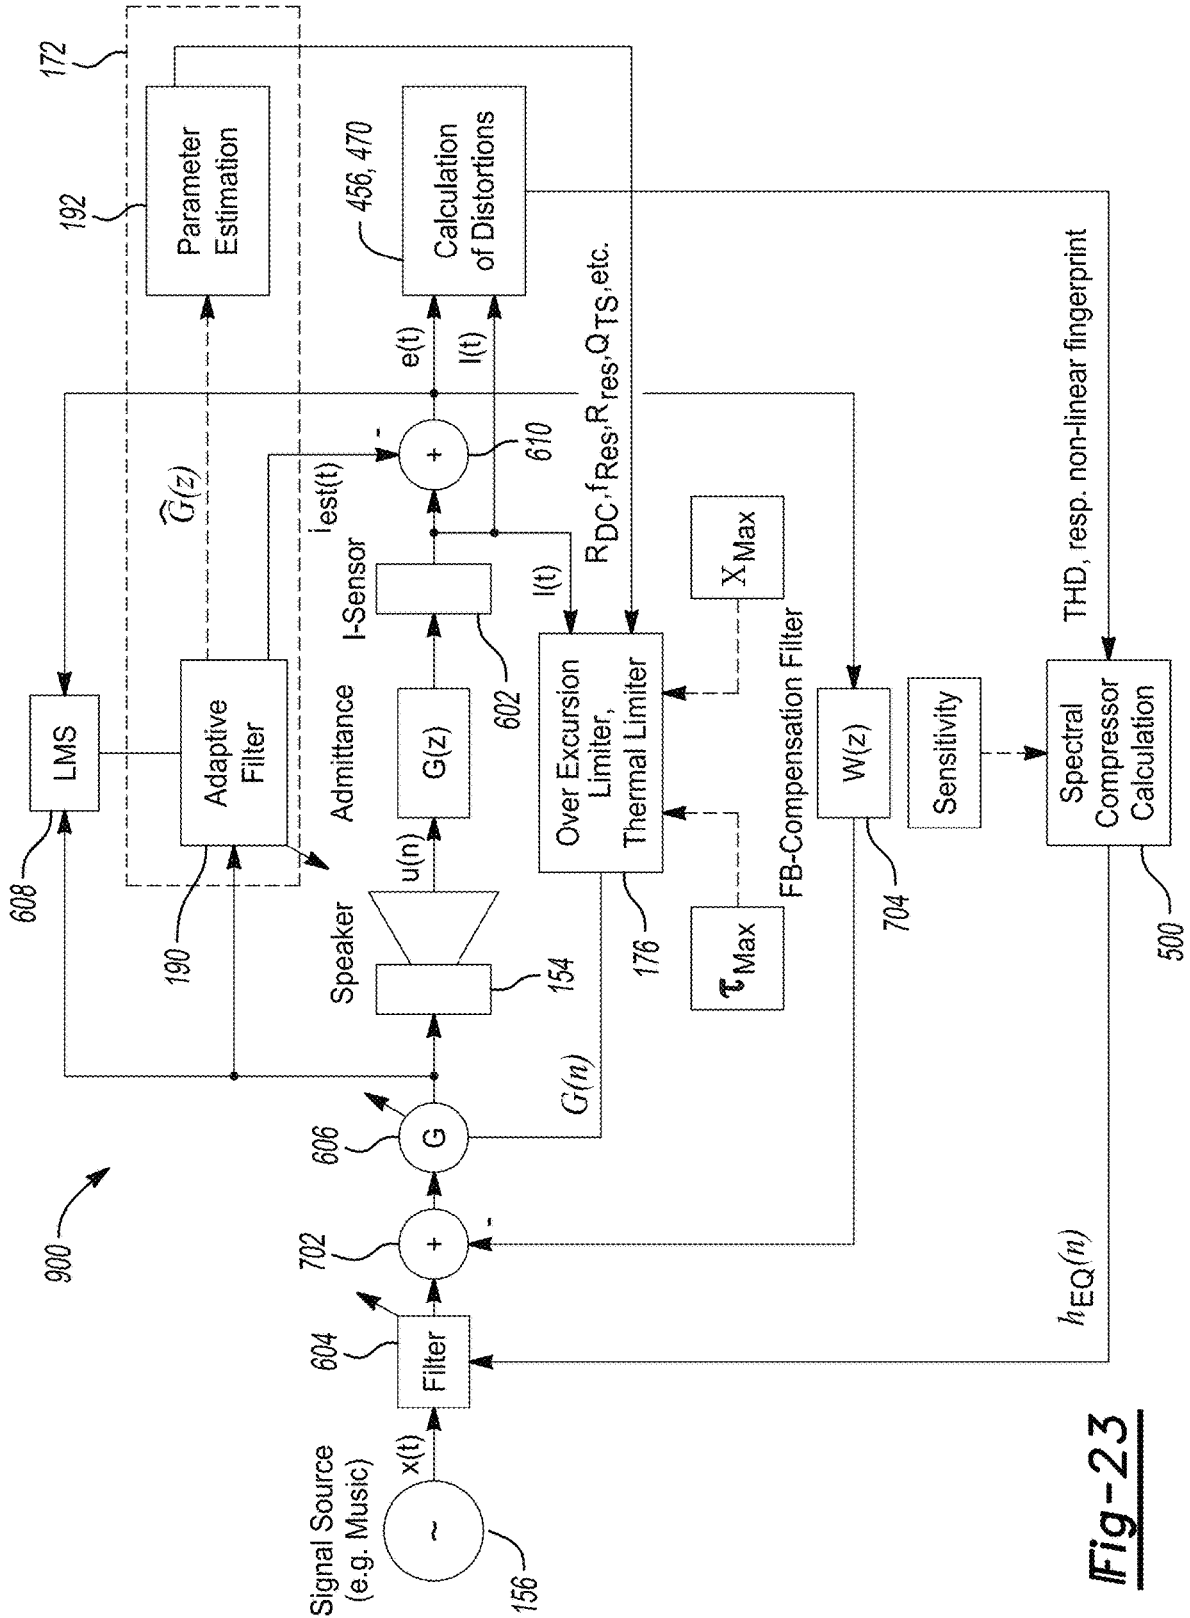 900
172
192
Parameter
Estimation
Ĝ(z)
608
LMS
190
Adaptive
Filter
iest(t)
-
456, 470
Calculation
of Distortions
e(t)
I(t)
Signal Source
(e.g. Music)
~
156
x(t)
604
Filter
702
+
-
606
G
Speaker
154
u(n)
Admittance
G(z)
I-Sensor
602
+
610
I(t)
G(n)
Over Excursion
Limiter,
Thermal Limiter
176
RDC,fRes,Rres,QTS,etc.
τMax
XMax
FB-Compensation Filter
W(z)
704
Sensitivity
THD, resp. non-linear fingerprint
Spectral
Compressor
Calculation
500
hEQ(n)
Fig-23